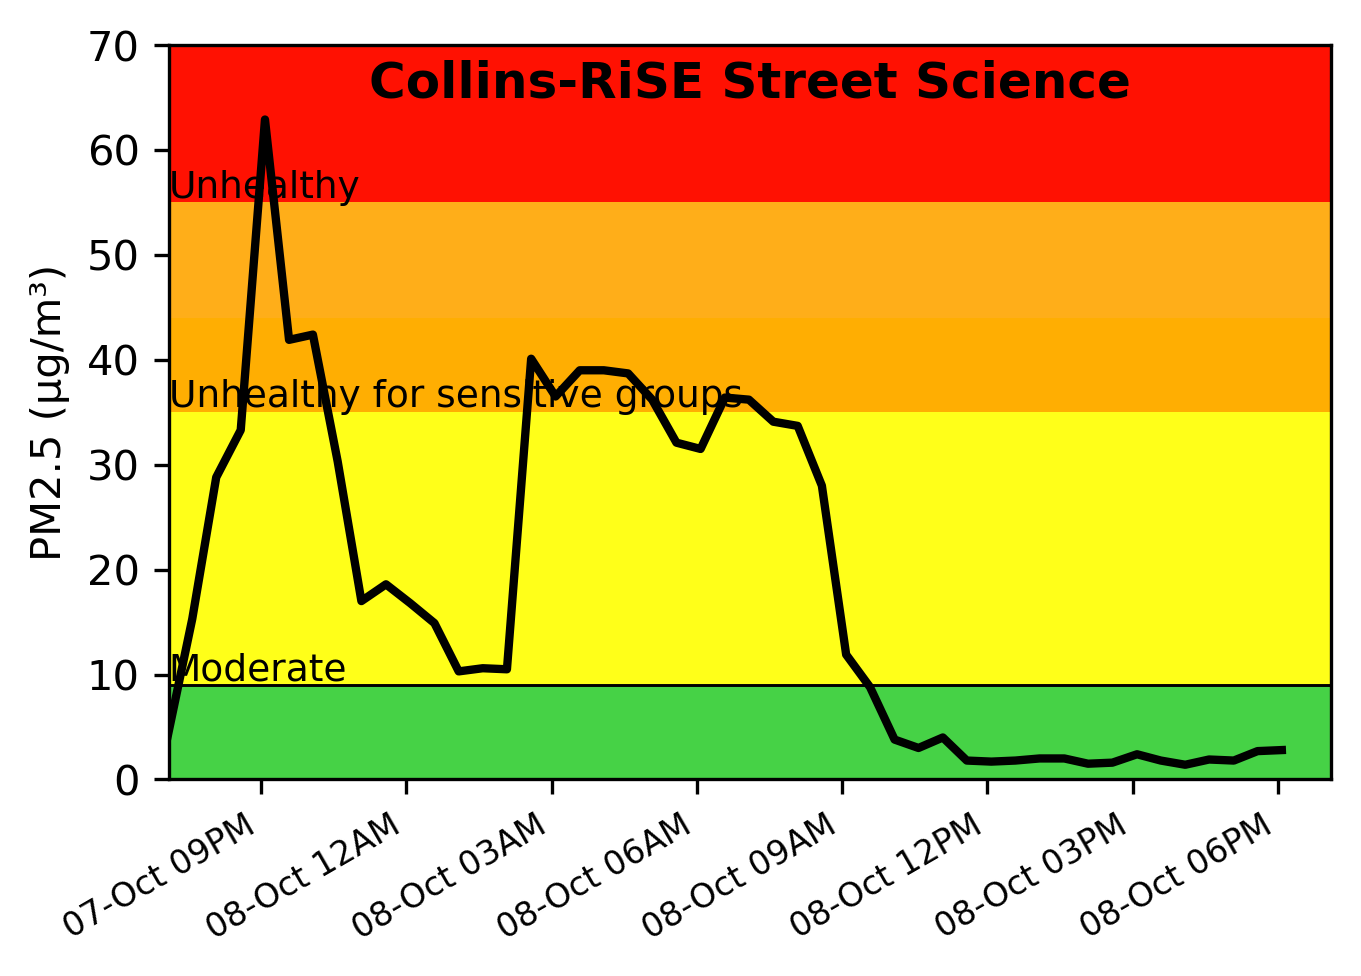 Collins-RiSE Street Science
PM2.5 (µg/m³)
70
60
50
40
30
20
10
0
Unhealthy
Unhealthy for sensitive groups
Moderate
07-Oct 09PM
08-Oct 12AM
08-Oct 03AM
08-Oct 06AM
08-Oct 09AM
08-Oct 12PM
08-Oct 03PM
08-Oct 06PM